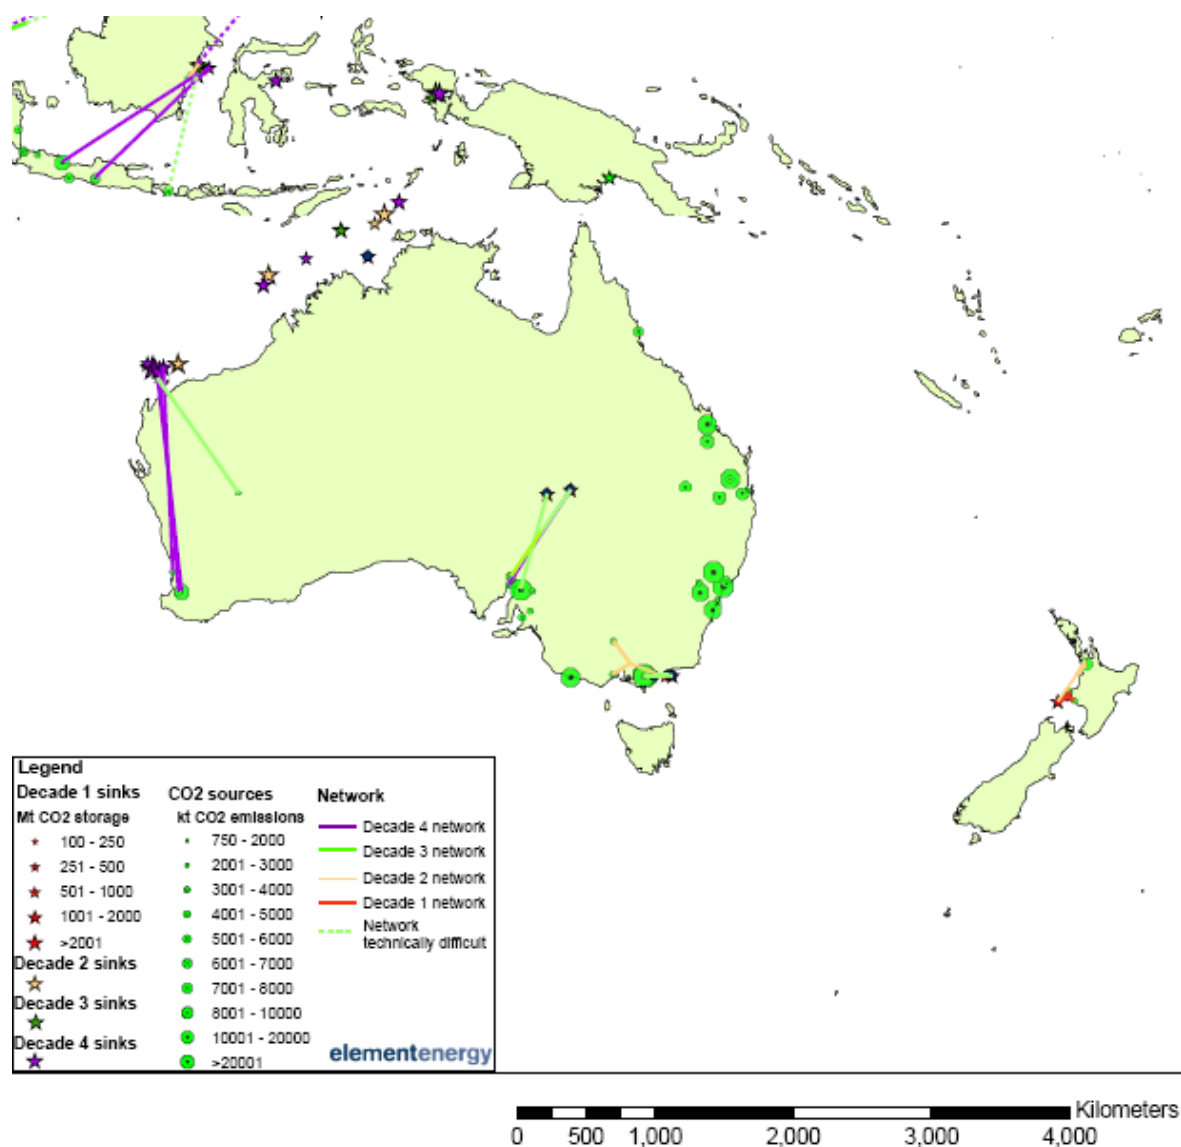 Legend
Decade 1 sinks
Mt CO2 storage
100 - 250
251 - 500
501 - 1000
1001 - 2000
>2001
Decade 2 sinks
Decade 3 sinks
Decade 4 sinks
CO2 sources
kt CO2 emissions
750 - 2000
2001 - 3000
3001 - 4000
4001 - 5000
5001 - 6000
6001 - 7000
7001 - 8000
8001 - 10000
10001 - 20000
>20001
Network
Decade 4 network
Decade 3 network
Decade 2 network
Decade 1 network
Network
technically difficult
elementenergy
Kilometers
0 500 1,000 2,000 3,000 4,000